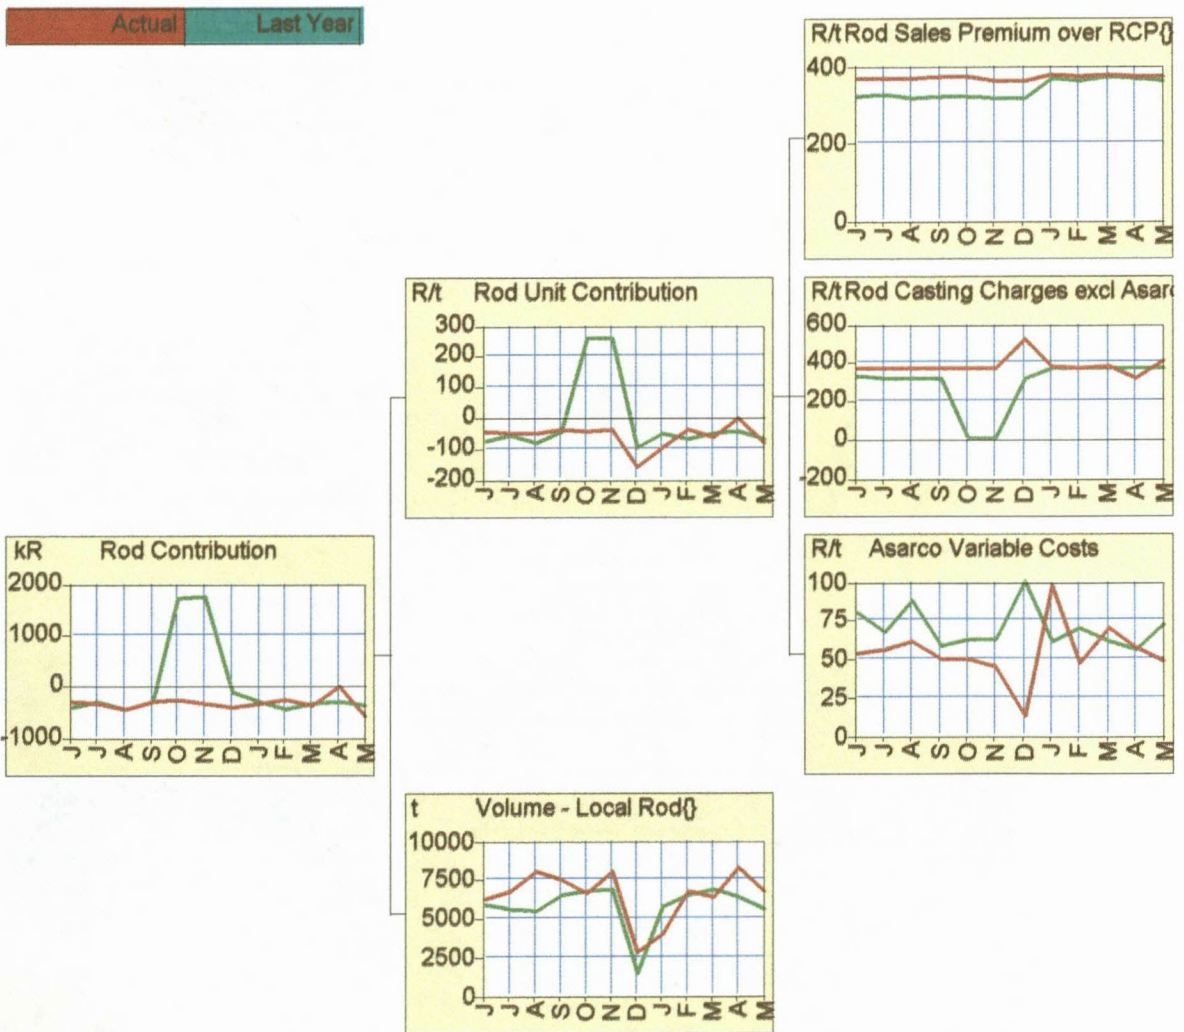 Actual Last Year
R/t Rod Sales Premium over RCP{}
400
200
0
J J A S O N D J F M A M
R/t Rod Unit Contribution
300
200
100
0
-100
-200
J J A S O N D J F M A M
R/t Rod Casting Charges excl Asarc
600
400
200
0
-200
J J A S O N D J F M A M
kR Rod Contribution
2000
1000
0
-1000
J J A S O N D J F M A M
R/t Asarco Variable Costs
100
75
50
25
0
J J A S O N D J F M A M
t Volume - Local Rod{}
10000
7500
5000
2500
0
J J A S O N D J F M A M